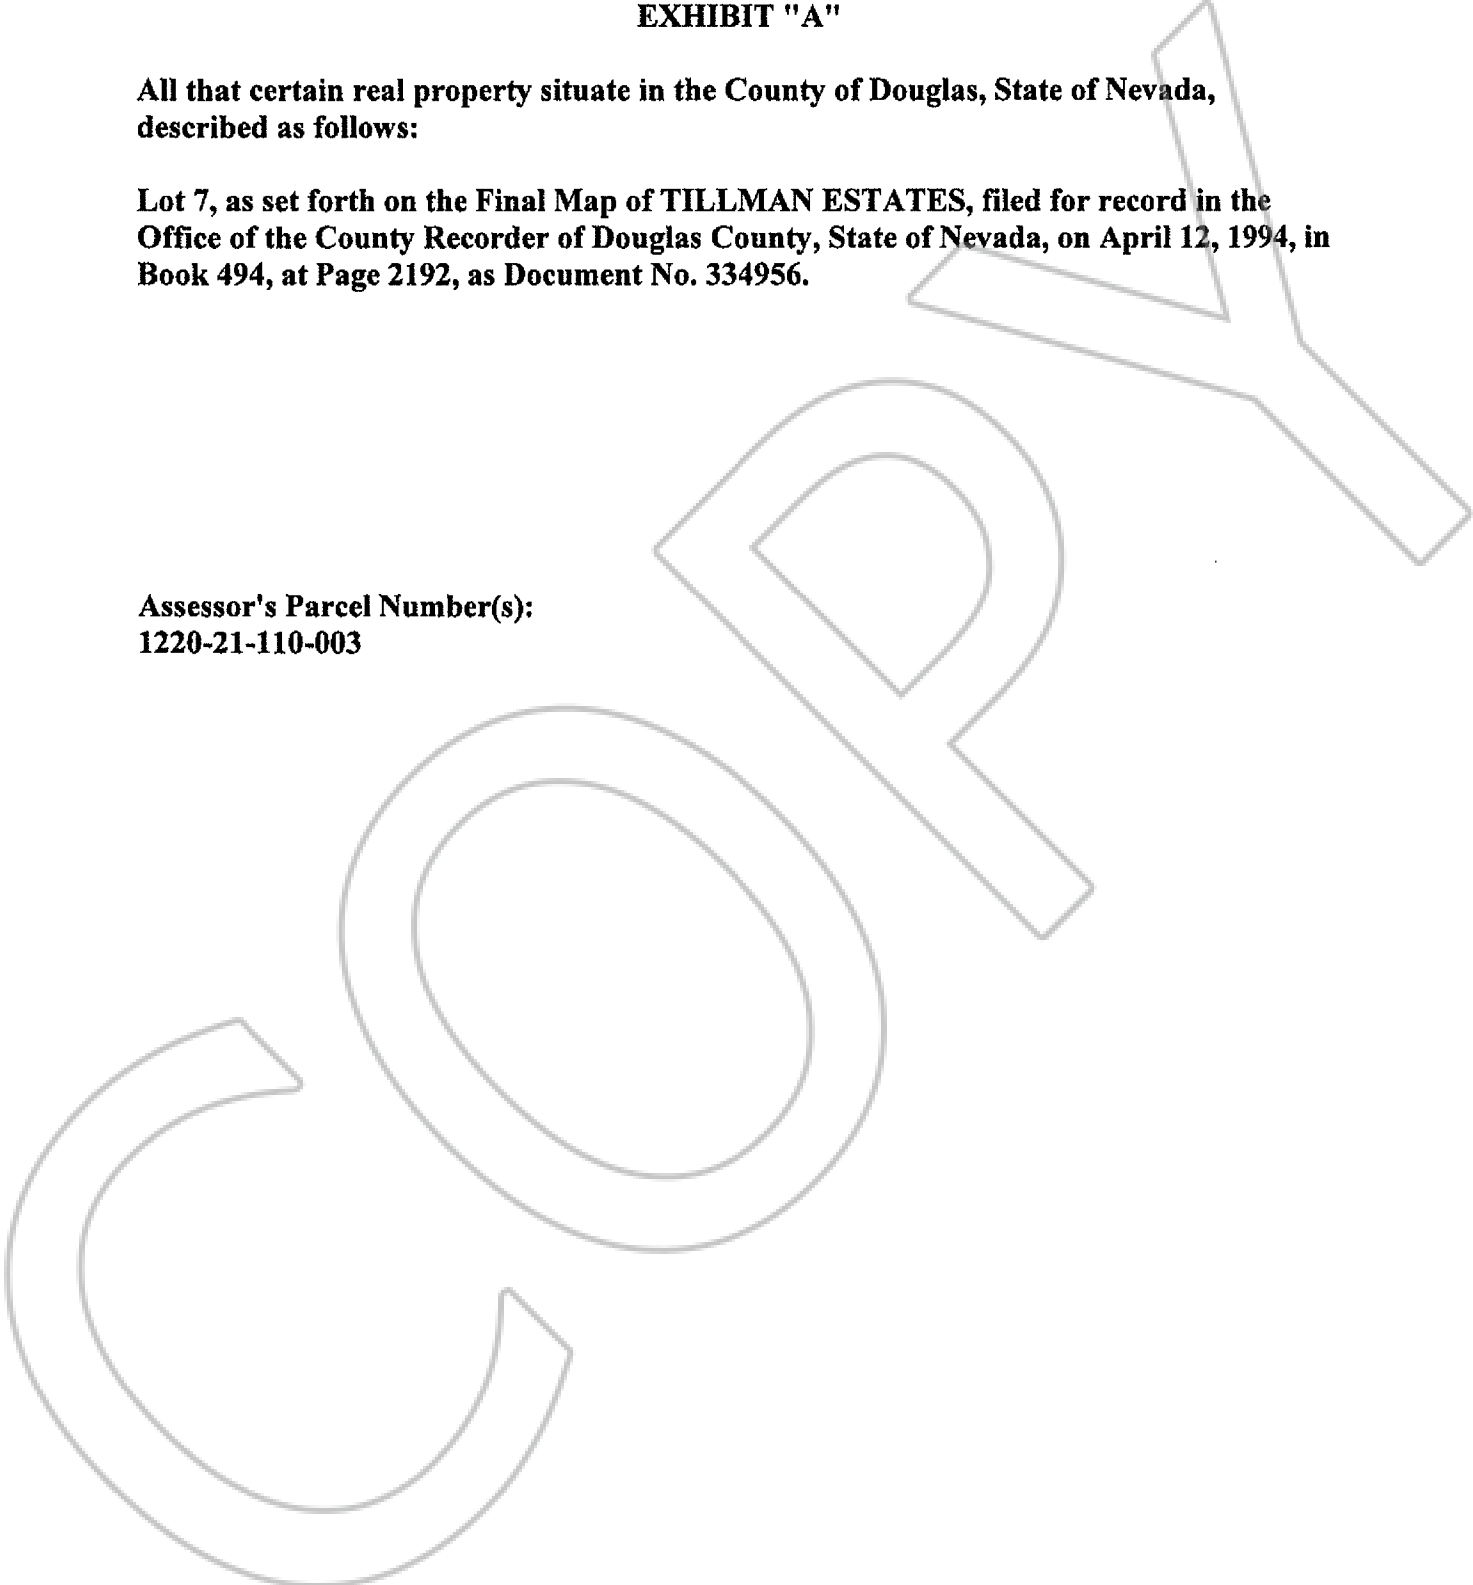 EXHIBIT "A"
All that certain real property situate in the County of Douglas, State of Nevada,
described as follows:
Lot 7, as set forth on the Final Map of TILLMAN ESTATES, filed for record in the
Office of the County Recorder of Douglas County, State of Nevada, on April 12, 1994, in
Book 494, at Page 2192, as Document No. 334956.
Assessor's Parcel Number(s):
1220-21-110-003
COPY